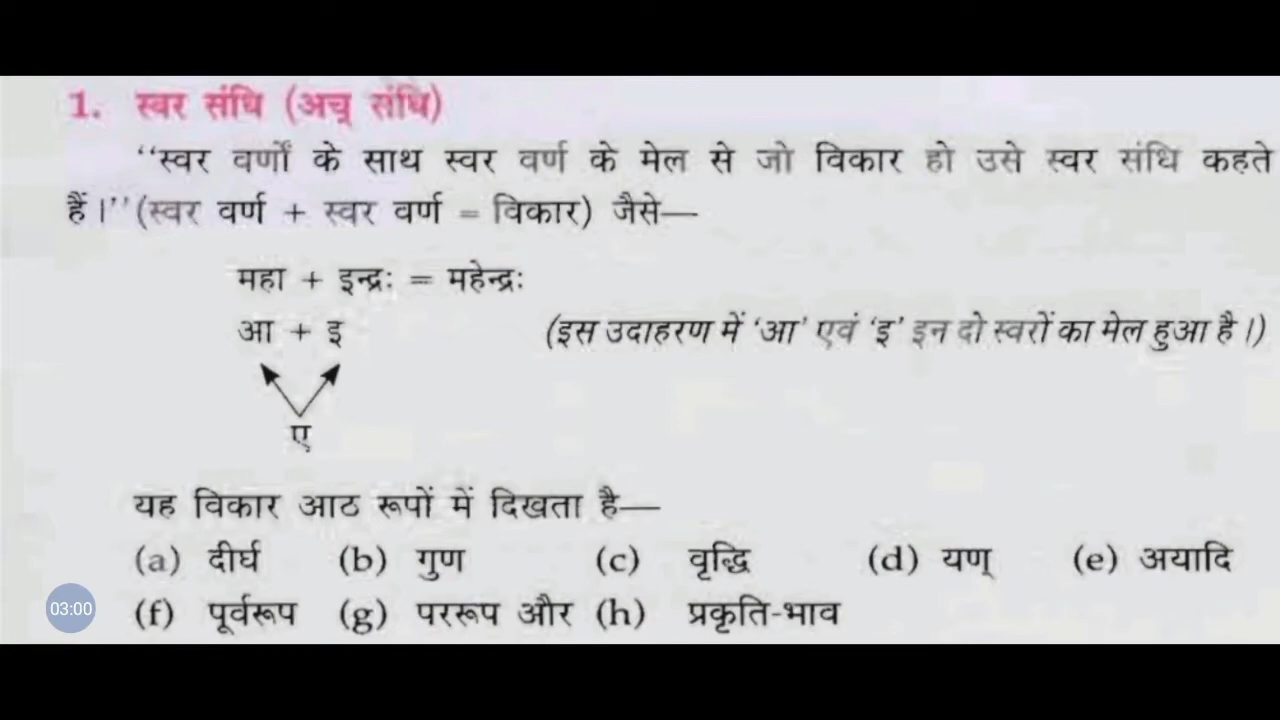 1. स्वर संधि (अच् संधि)
‘‘स्वर वर्णों के साथ स्वर वर्ण के मेल से जो विकार हो उसे स्वर संधि कहते
हैं।’’ (स्वर वर्ण + स्वर वर्ण = विकार) जैसे—
महा + इन्द्रः = महेन्द्रः
आ + इ (इस उदाहरण में ‘आ’ एवं ‘इ’ इन दो स्वरों का मेल हुआ है।)
ए
यह विकार आठ रूपों में दिखता है—
(a) दीर्घ (b) गुण (c) वृद्धि (d) यण् (e) अयादि
(f) पूर्वरूप (g) पररूप और (h) प्रकृति-भाव
03:00